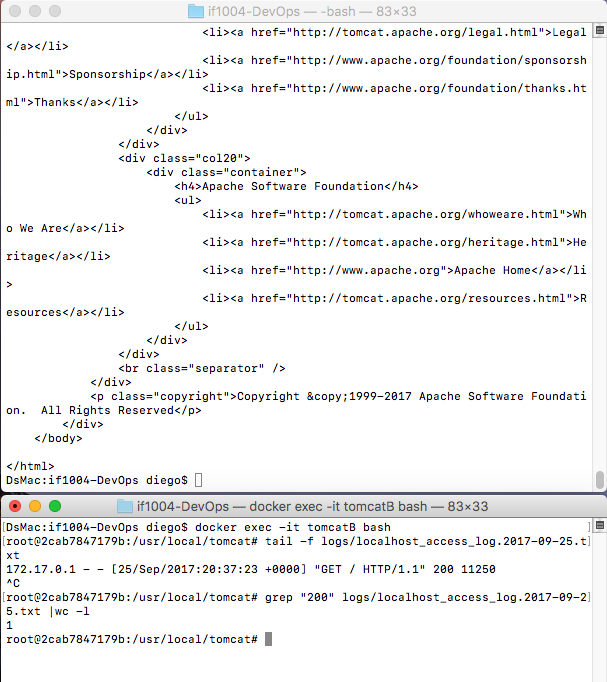 if1004-DevOps — -bash — 83×33
<li><a href="http://tomcat.apache.org/legal.html">Legal
</a></li>
<li><a href="http://www.apache.org/foundation/sponsorsh
ip.html">Sponsorship</a></li>
<li><a href="http://www.apache.org/foundation/thanks.ht
ml">Thanks</a></li>
</ul>
</div>
</div>
<div class="col20">
<div class="container">
<h4>Apache Software Foundation</h4>
<ul>
<li><a href="http://tomcat.apache.org/whoweare.html">Wh
o We Are</a></li>
<li><a href="http://tomcat.apache.org/heritage.html">He
ritage</a></li>
<li><a href="http://www.apache.org">Apache Home</a></li
>
<li><a href="http://tomcat.apache.org/resources.html">R
esources</a></li>
</ul>
</div>
</div>
<br class="separator" />
</div>
<p class="copyright">Copyright &copy;1999-2017 Apache Software Foundati
on.  All Rights Reserved</p>
</div>
</body>
</html>
DsMac:if1004-DevOps diego$
if1004-DevOps — docker exec -it tomcatB bash — 83×33
[DsMac:if1004-DevOps diego$ docker exec -it tomcatB bash ]
[root@2cab7847179b:/usr/local/tomcat# tail -f logs/localhost_access_log.2017-09-25.t]
xt
172.17.0.1 - - [25/Sep/2017:20:37:23 +0000] "GET / HTTP/1.1" 200 11250
^C
[root@2cab7847179b:/usr/local/tomcat# grep "200" logs/localhost_access_log.2017-09-2]
5.txt |wc -l
1
root@2cab7847179b:/usr/local/tomcat#